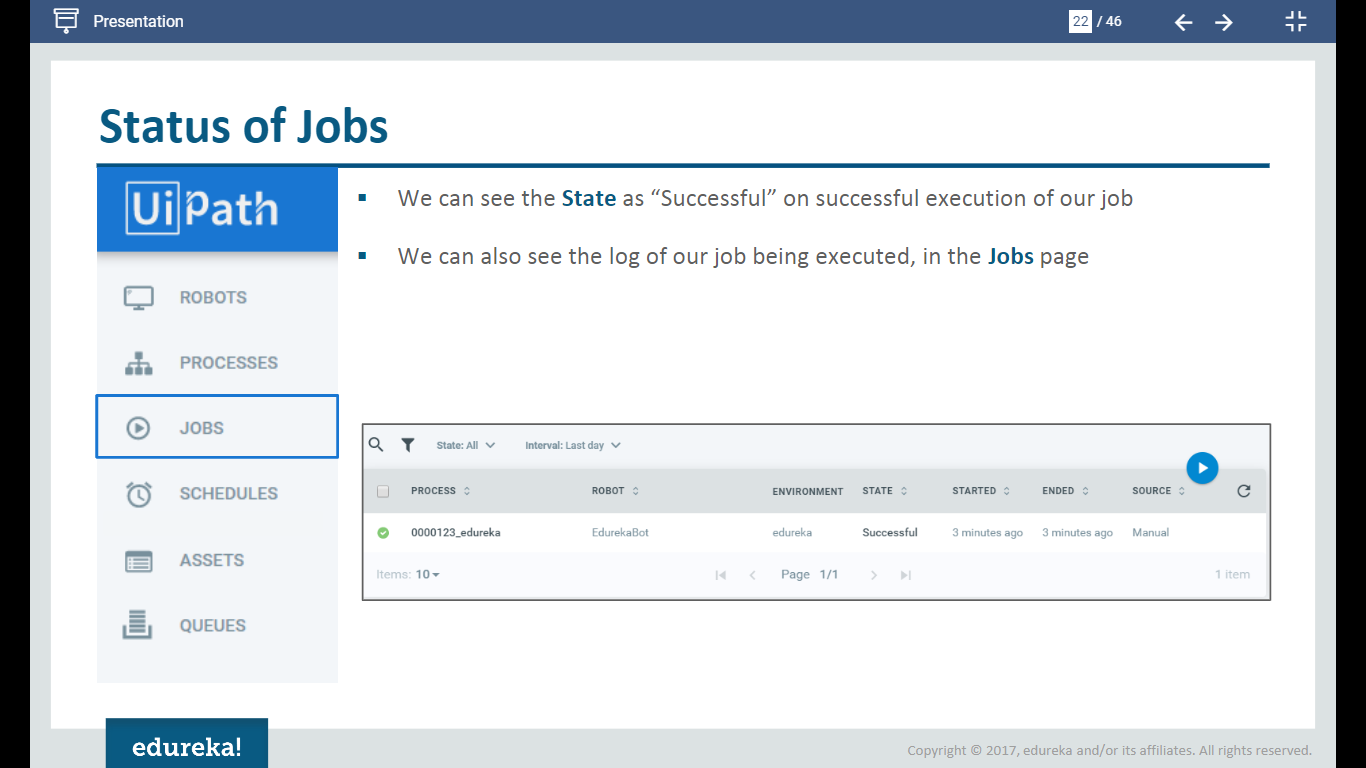 Presentation
22 / 46
Status of Jobs
UiPath
ROBOTS
PROCESSES
JOBS
SCHEDULES
ASSETS
QUEUES
▪ We can see the State as “Successful” on successful execution of our job
▪ We can also see the log of our job being executed, in the Jobs page
State: All Interval: Last day
PROCESS ROBOT ENVIRONMENT STATE STARTED ENDED SOURCE
0000123_edureka EdurekaBot edureka Successful 3 minutes ago 3 minutes ago Manual
Items: 10 Page 1/1 1 item
edureka!
Copyright © 2017, edureka and/or its affiliates. All rights reserved.